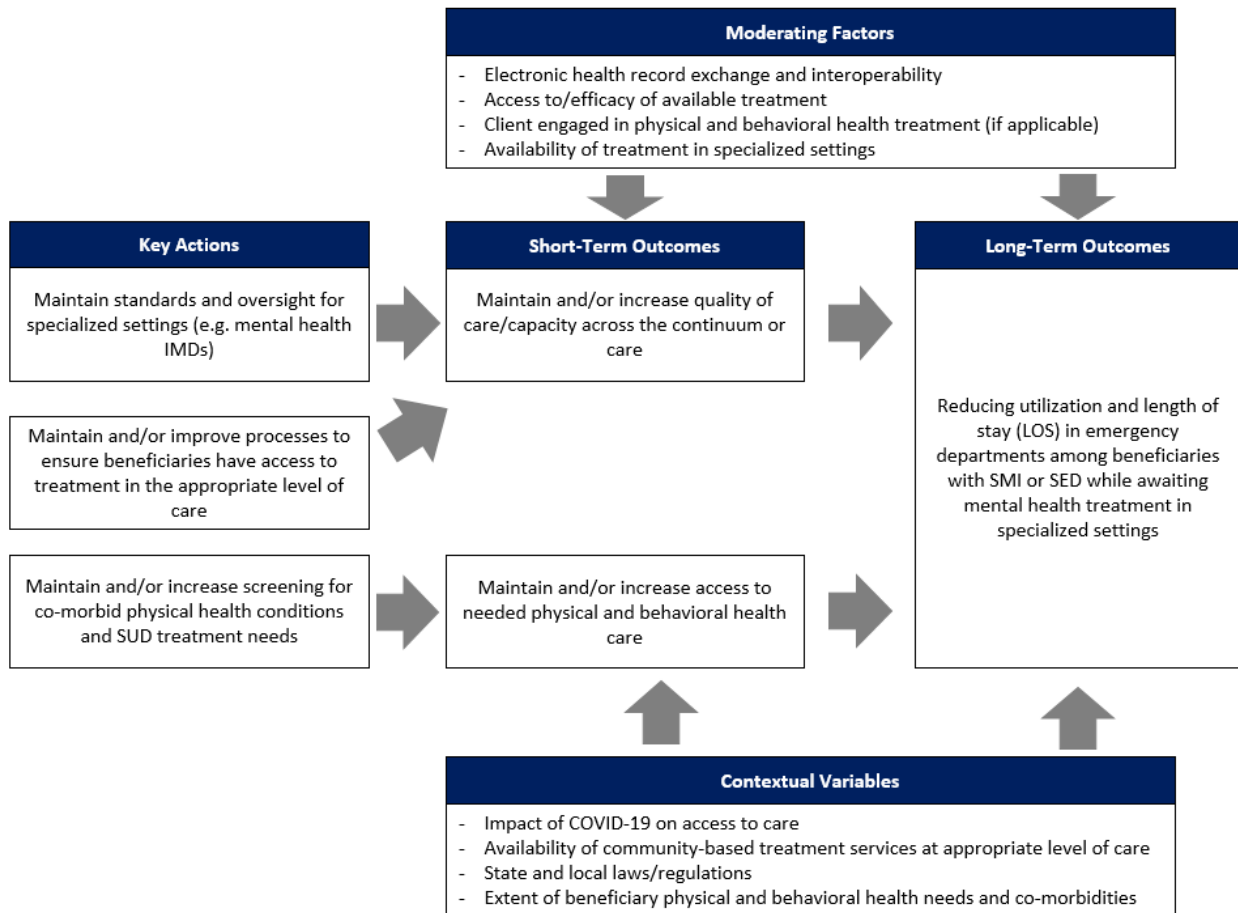 Moderating Factors
- Electronic health record exchange and interoperability
- Access to/efficacy of available treatment
- Client engaged in physical and behavioral health treatment (if applicable)
- Availability of treatment in specialized settings
Key Actions
Maintain standards and oversight for
specialized settings (e.g. mental health
IMDs)
Maintain and/or improve processes to
ensure beneficiaries have access to
treatment in the appropriate level of
care
Maintain and/or increase screening for
co-morbid physical health conditions
and SUD treatment needs
Short-Term Outcomes
Maintain and/or increase quality of
care/capacity across the continuum or
care
Maintain and/or increase access to
needed physical and behavioral health
care
Long-Term Outcomes
Reducing utilization and length of
stay (LOS) in emergency
departments among beneficiaries
with SMI or SED while awaiting
mental health treatment in
specialized settings
Contextual Variables
- Impact of COVID-19 on access to care
- Availability of community-based treatment services at appropriate level of care
- State and local laws/regulations
- Extent of beneficiary physical and behavioral health needs and co-morbidities